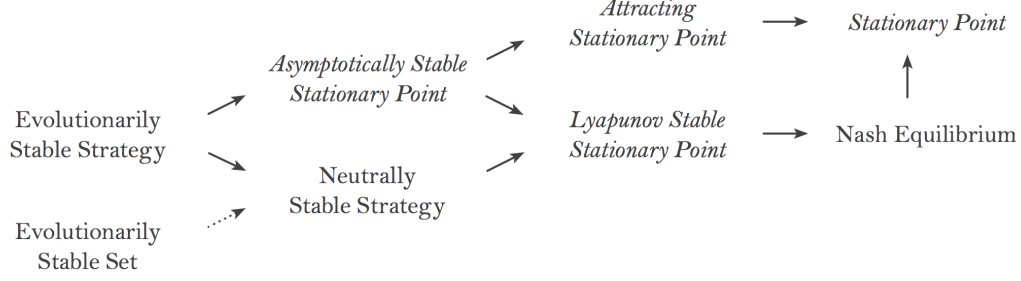 Attracting
Stationary Point
Stationary Point
Asymptotically Stable
Stationary Point
Evolutionarily
Stable Strategy
Lyapunov Stable
Stationary Point
Nash Equilibrium
Neutrally
Stable Strategy
Evolutionarily
Stable Set